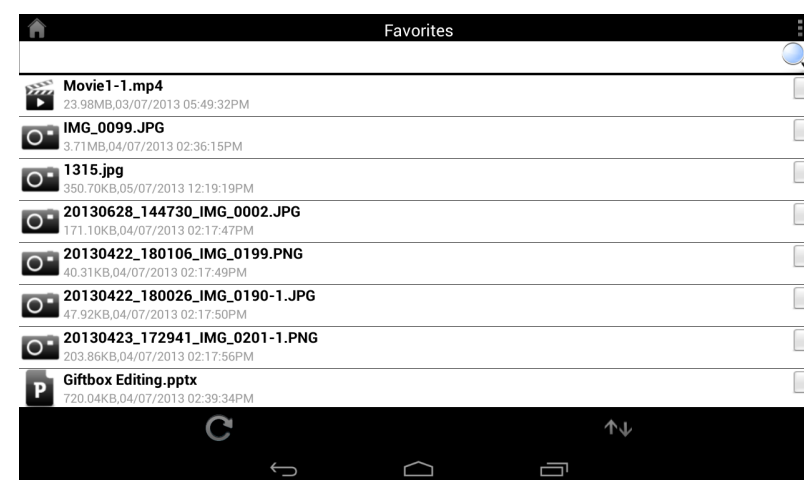 Favorites
Movie1-1.mp4
23.98MB,03/07/2013 05:49:32PM
IMG_0099.JPG
3.71MB,04/07/2013 02:36:15PM
1315.jpg
350.70KB,05/07/2013 12:19:19PM
20130628_144730_IMG_0002.JPG
171.10KB,04/07/2013 02:17:47PM
20130422_180106_IMG_0199.PNG
40.31KB,04/07/2013 02:17:49PM
20130422_180026_IMG_0190-1.JPG
47.92KB,04/07/2013 02:17:50PM
20130423_172941_IMG_0201-1.PNG
203.86KB,04/07/2013 02:17:56PM
P
Giftbox Editing.pptx
720.04KB,04/07/2013 02:39:34PM